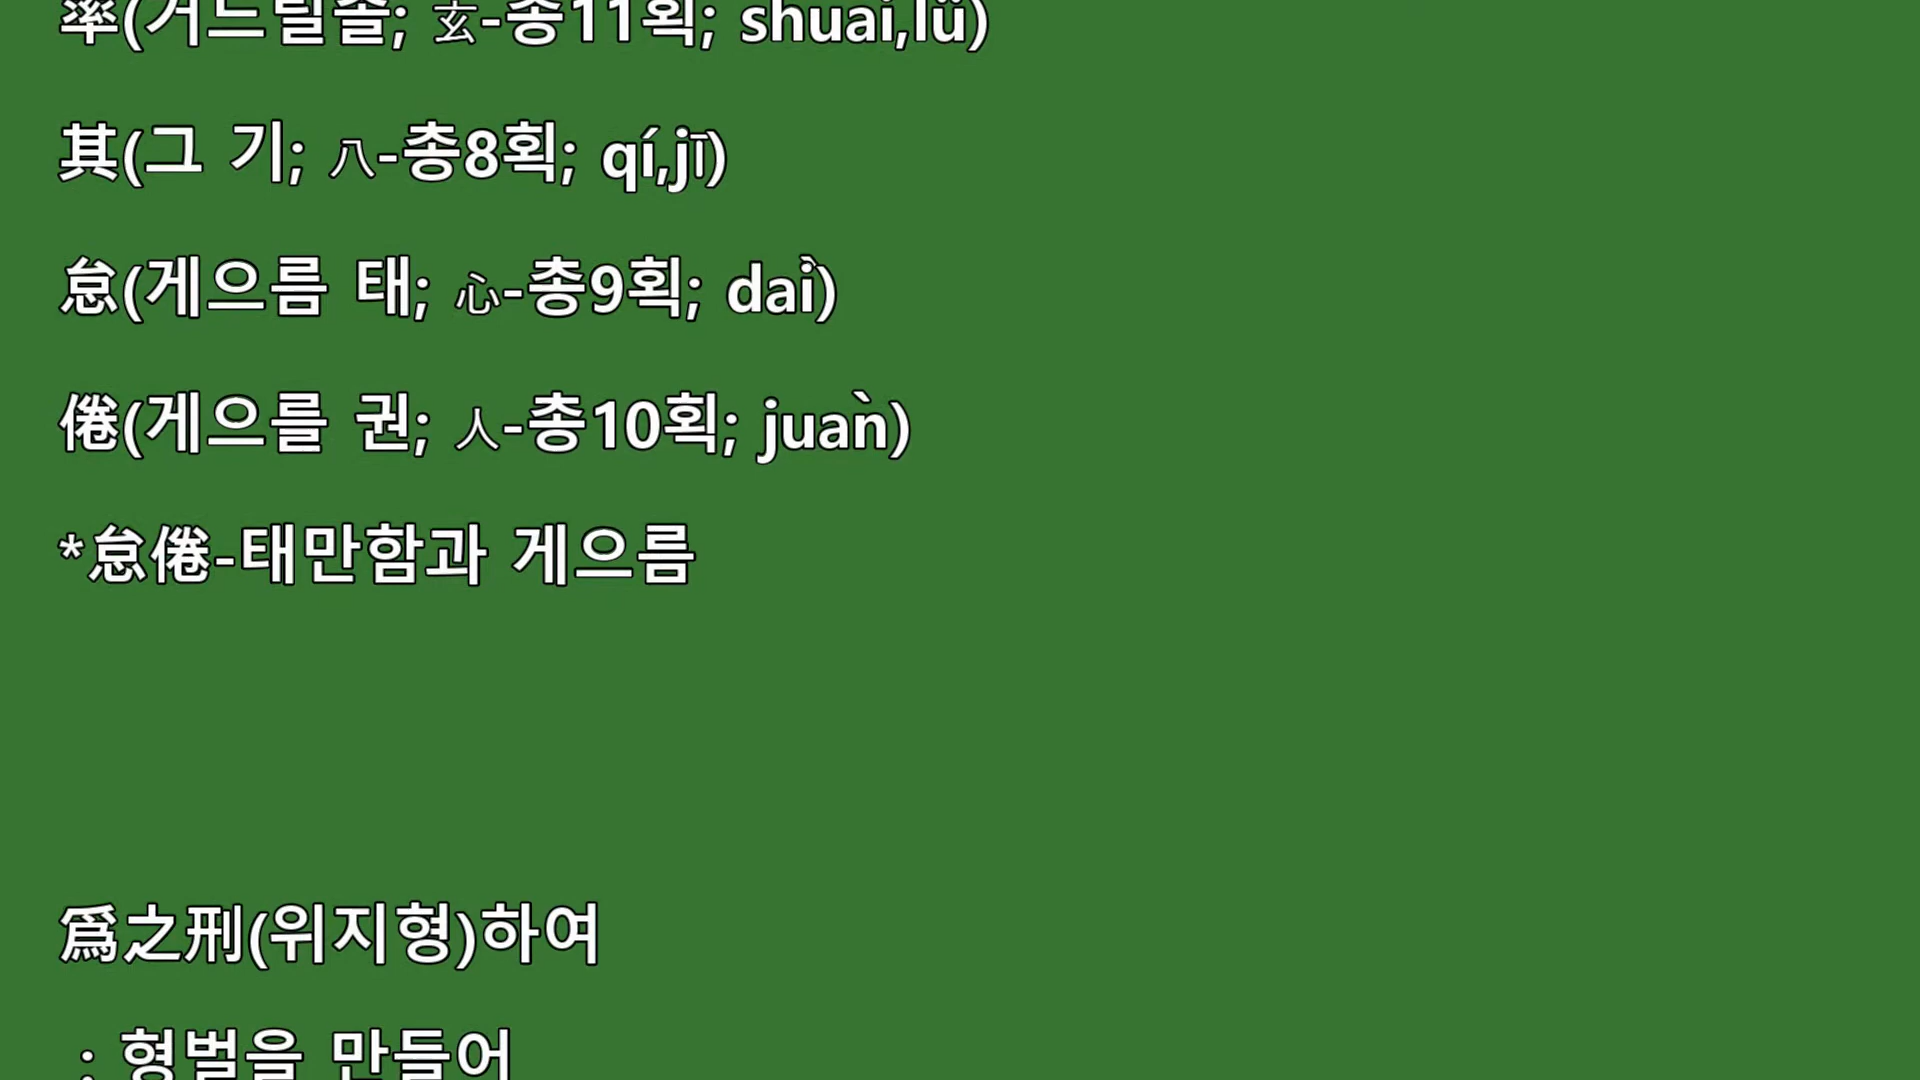 率(거느릴솔; 玄-총11획; shuai,lǜ)
其(그 기; 八-총8획; qí,jī)
怠(게으름 태; 心-총9획; daì)
倦(게으를 권; 人-총10획; juaǹ)
*怠倦-태만함과 게으름
爲之刑(위지형)하여
: 형벌을 만들어